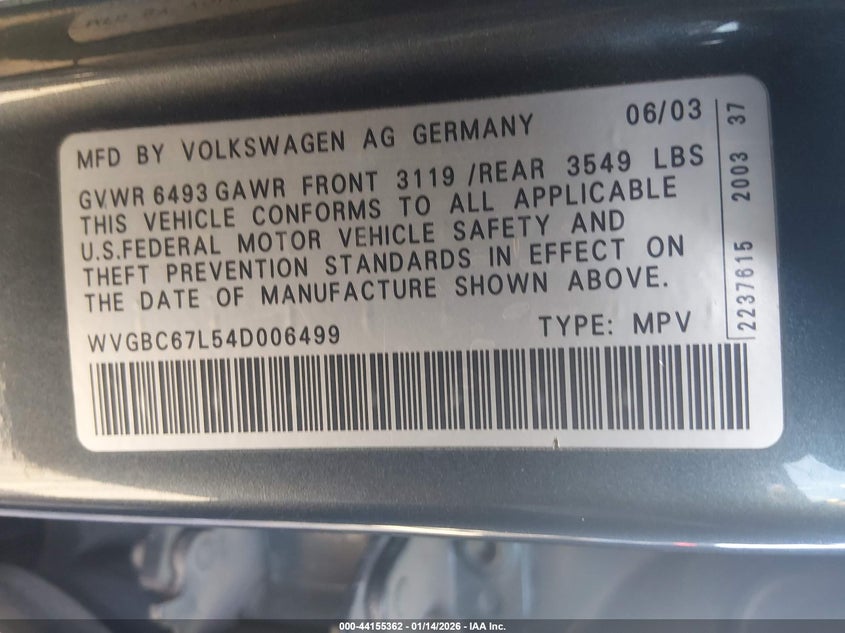 MFD BY VOLKSWAGEN AG GERMANY 06/03
GVWR 6493 GAWR FRONT 3119 /REAR 3549 LBS
THIS VEHICLE CONFORMS TO ALL APPLICABLE
U.S.FEDERAL MOTOR VEHICLE SAFETY AND
THEFT PREVENTION STANDARDS IN EFFECT ON
THE DATE OF MANUFACTURE SHOWN ABOVE.
WVGBC67L54D006499 TYPE: MPV
2237615 2003 37
000-44155362 - 01/14/2026 - IAA Inc.